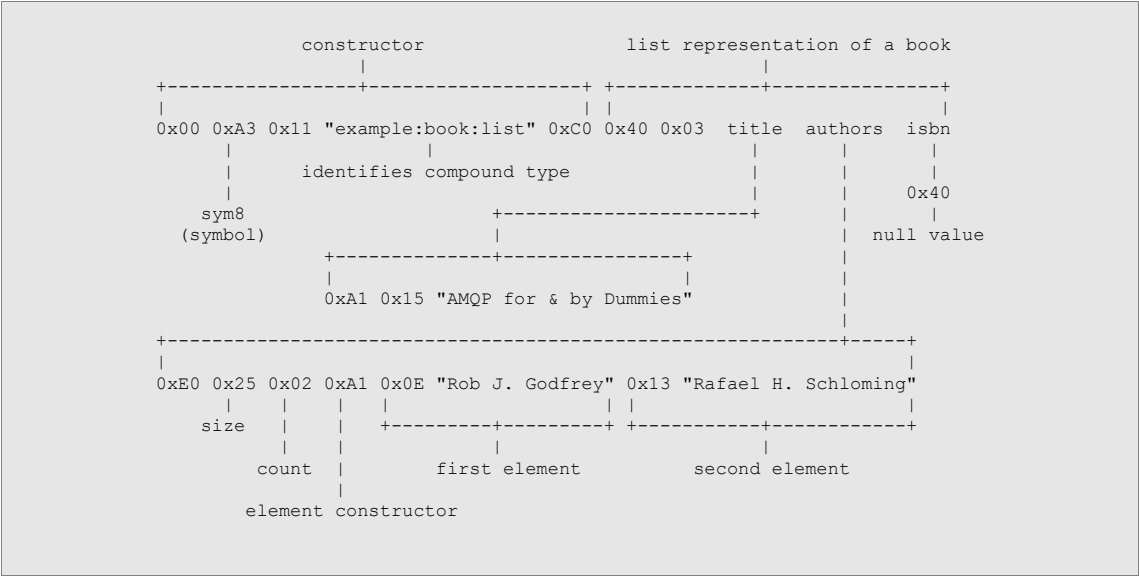 constructor list representation of a book
0x00 0xA3 0x11 "example:book:list" 0xC0 0x40 0x03 title authors isbn
identifies compound type
0x40
sym8
(symbol) null value
0xA1 0x15 "AMQP for & by Dummies"
0xE0 0x25 0x02 0xA1 0x0E "Rob J. Godfrey" 0x13 "Rafael H. Schloming"
size
count first element second element
element constructor